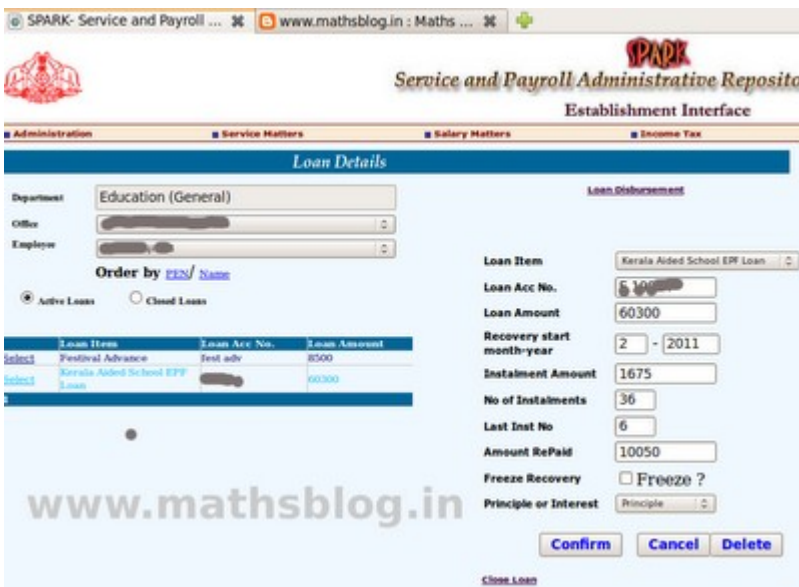 SPARK- Service and Payroll ...
www.mathsblog.in : Maths ...
SPARK
Service and Payroll Administrative Reposito
Establishment Interface
Administration Service Matters Salary Matters Income Tax
Loan Details
Department Education (General)
Office
Employee
Order by PEN/ Name
Active Loans Closed Loans
Loan Item Loan Acc No. Loan Amount
Select Festival Advance fest adv 8500
Select Kerala Aided School EPF Loan 60300
Loan Disbursement
Loan Item Kerala Aided School EPF Loan
Loan Acc No.
Loan Amount 60300
Recovery start
month-year 2 - 2011
Instalment Amount 1675
No of Instalments 36
Last Inst No 6
Amount RePaid 10050
Freeze Recovery Freeze ?
Principle or Interest Principle
Confirm Cancel Delete
Close Loan
www.mathsblog.in